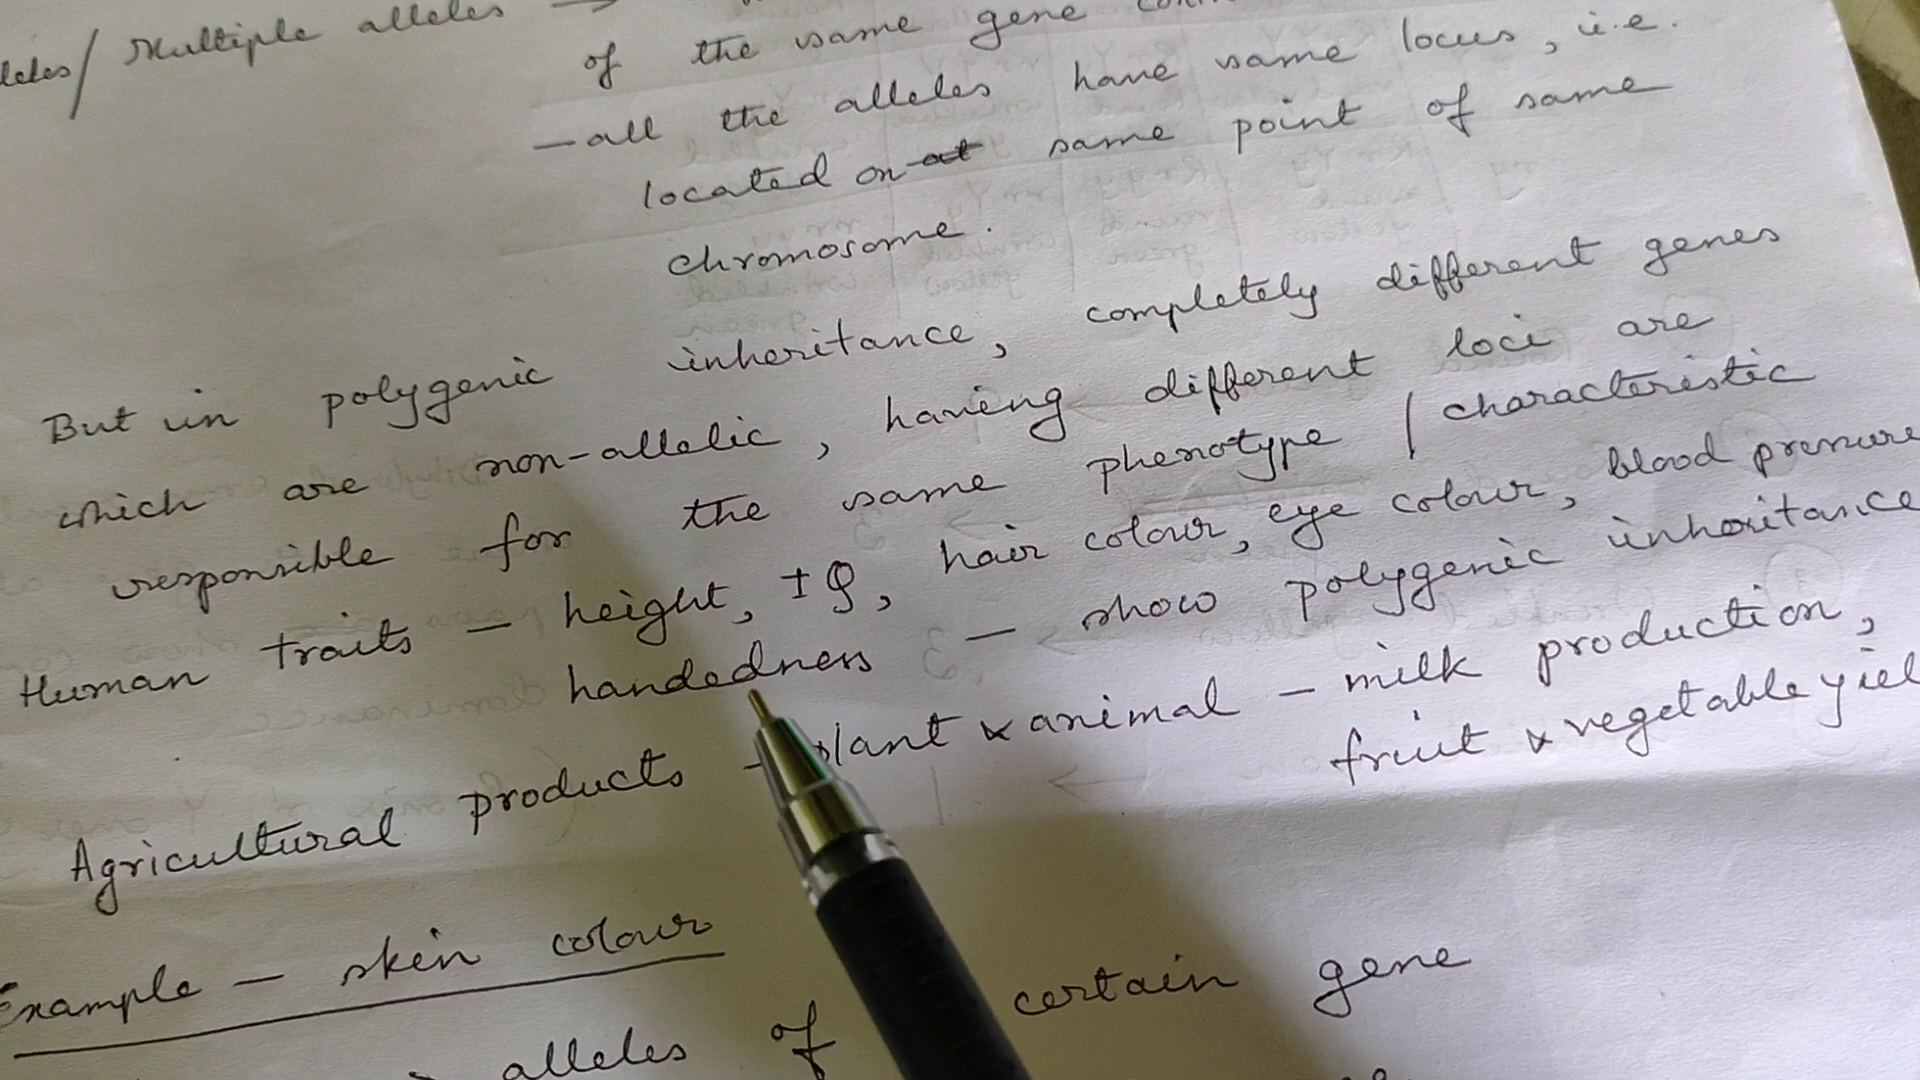 Multiple alleles →
of the same gene
- all the alleles have same locus, i.e.
located on at same point of same
chromosome.
But in polygenic inheritance, completely different genes
which are non-allelic, having different loci are
responsible for the same phenotype / characteristic
Human traits - height, IQ, hair colour, eye colour, blood pressure
handedness - show polygenic inheritance
Agricultural products - plant & animal - milk production,
fruit & vegetable yiel
Example - skin colour
alleles of certain gene